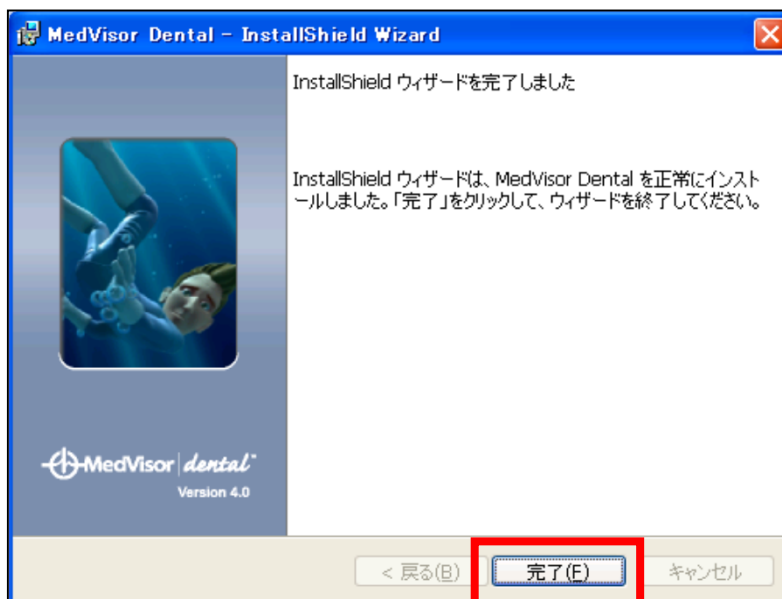 MedVisor Dental - InstallShield Wizard
InstallShield ウィザードを完了しました
InstallShield ウィザードは、MedVisor Dental を正常にインスト
ールしました。「完了」をクリックして、ウィザードを終了してください。
MedVisor dental™
Version 4.0
< 戻る(B)
完了(F)
キャンセル